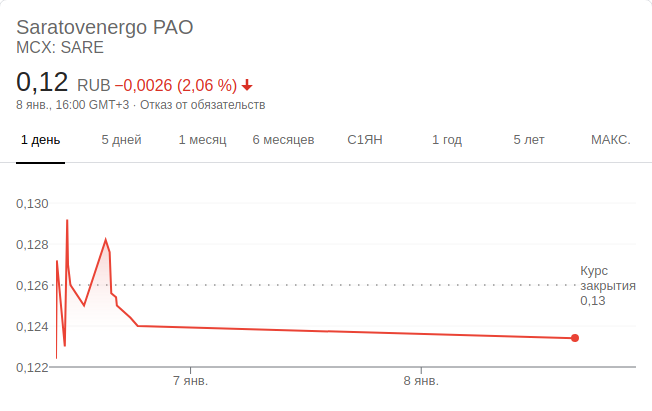 Saratovenergo PAO
MCX: SARE
0,12 RUB −0,0026 (2,06 %)
8 янв., 16:00 GMT+3 · Отказ от обязательств
1 день 5 дней 1 месяц 6 месяцев С1ЯН 1 год 5 лет МАКС.
0,130
0,128
0,126
0,124
0,122
Курс
закрытия
0,13
7 янв. 8 янв.